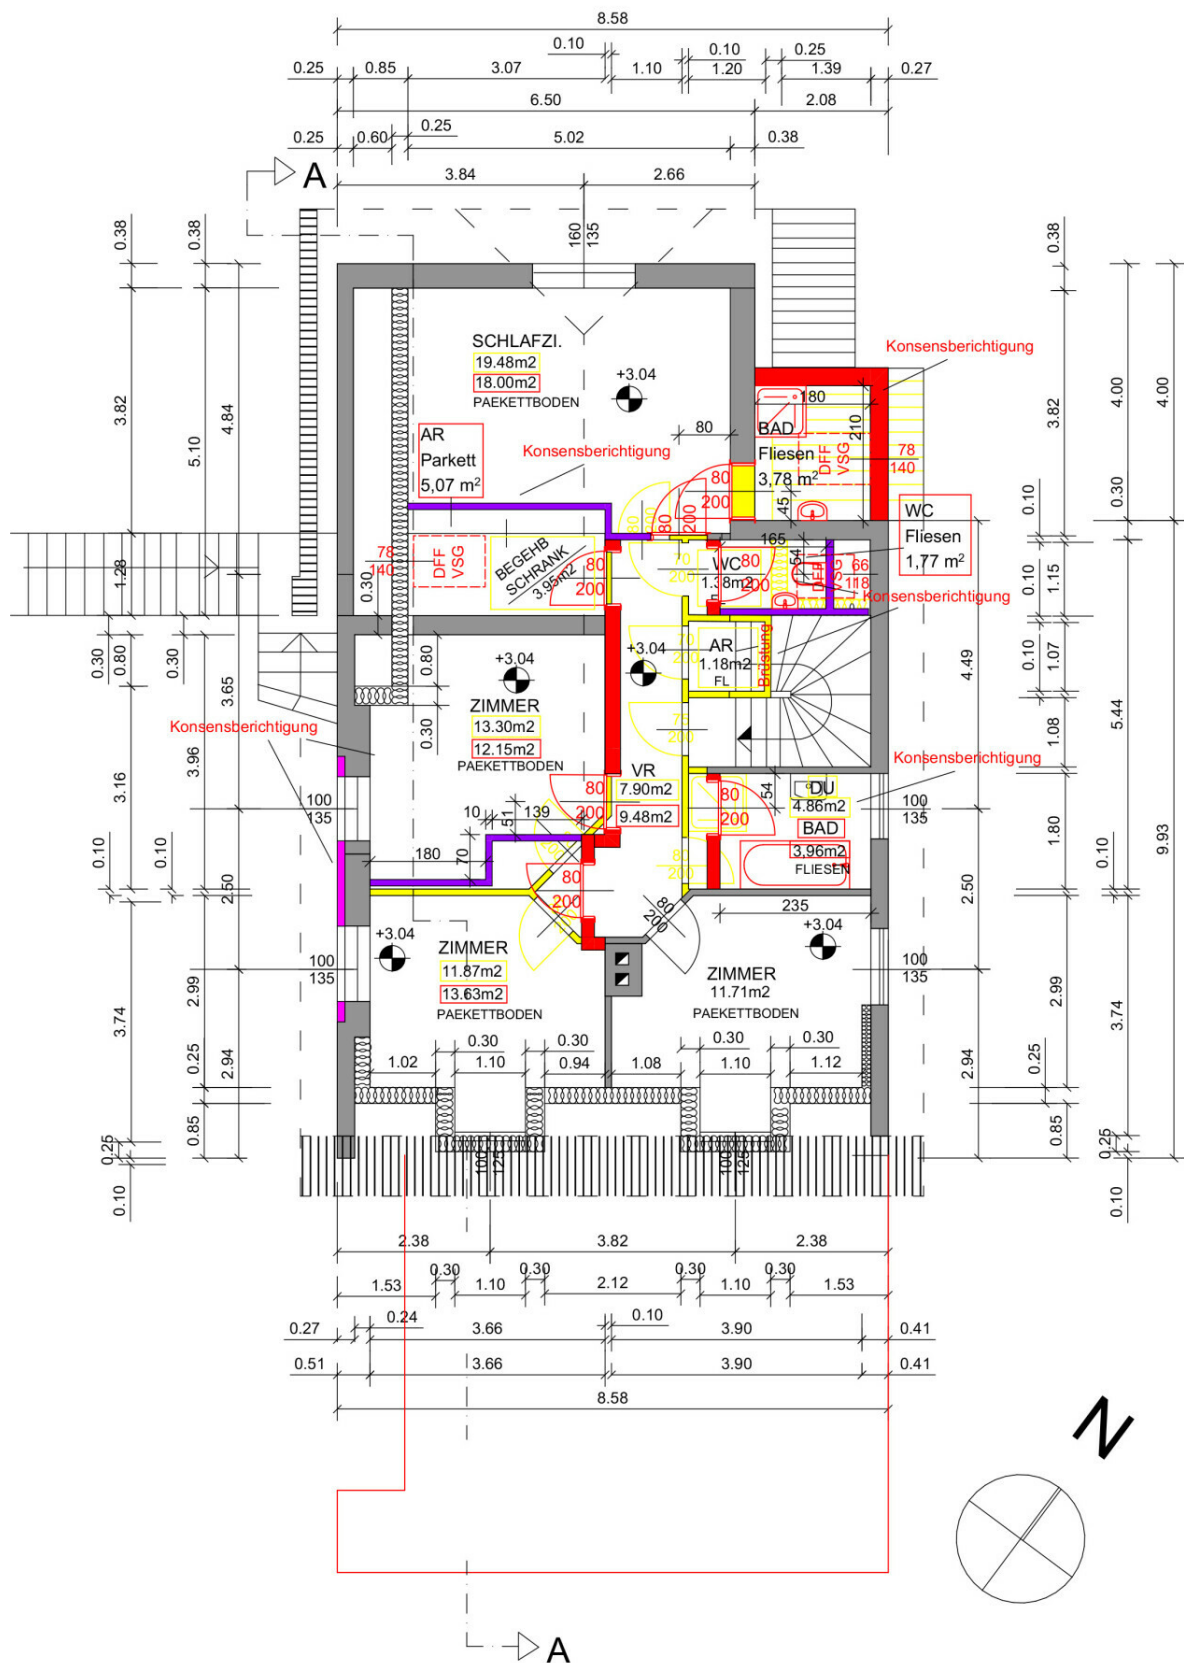 8.58
0.10 0.10 0.25
0.25 0.85 3.07 1.10 1.20 1.39 0.27
6.50 2.08
0.25
0.25 0.60 5.02 0.38
A
3.84 2.66
0.38 0.38 160 135 0.38
SCHLAFZI.
19.48m2
18.00m2
PAEKETTBODEN
+3.04
Konsensberichtigung
180
210
BAD
Fliesen
3,78 m²
DFF
VSG
78
140
45
80
3.82 5.10 4.84
4.00 4.00
3.82
AR
Parkett
5,07 m²
Konsensberichtigung
80
200
80
200
80
200
WC
Fliesen
1,77 m²
0.10 0.30
165
54
78
140
DFF
VSG
BEGEHB
SCHRANK
3.95m2
80
200
70
200
WC
1.38m2
80
200
DFF
VSG
66
118
Konsensberichtigung
1.28 0.30
0.10 1.15
+3.04
70
200
AR
1.18m2
FL
Brüstung
0.30 0.80 0.30
3.65
0.80
0.30
0.10 1.07
4.49
5.44
+3.04
ZIMMER
13.30m2
12.15m2
PAEKETTBODEN
Konsensberichtigung
75
200
1.08
Konsensberichtigung
3.16 3.96
100
135
VR
7.90m2
9.48m2
80
200
10 139
51
54
80
200
DU
4.86m2
BAD
3,96m2
FLIESEN
100
135
1.80
9.93
0.10 0.10
180
70
80
200
80
200
80
200
235
0.10
2.50
2.50
+3.04
ZIMMER
11.87m2
13.63m2
PAEKETTBODEN
100
135
ZIMMER
11.71m2
PAEKETTBODEN
+3.04
100
135
3.74 2.99
2.99 3.74
0.30 0.30 0.30 0.30
1.02 1.10 0.94 1.08 1.10 1.12
0.25 2.94
2.94 0.25
0.85
0.85
0.25
0.25
0.10
0.10
100
125
100
125
2.38 3.82 2.38
0.30 0.30 0.30 0.30
1.53 1.10 2.12 1.10 1.53
0.24 0.10
0.27 3.66 3.90 0.41
0.51 3.66 3.90 0.41
8.58
N
A